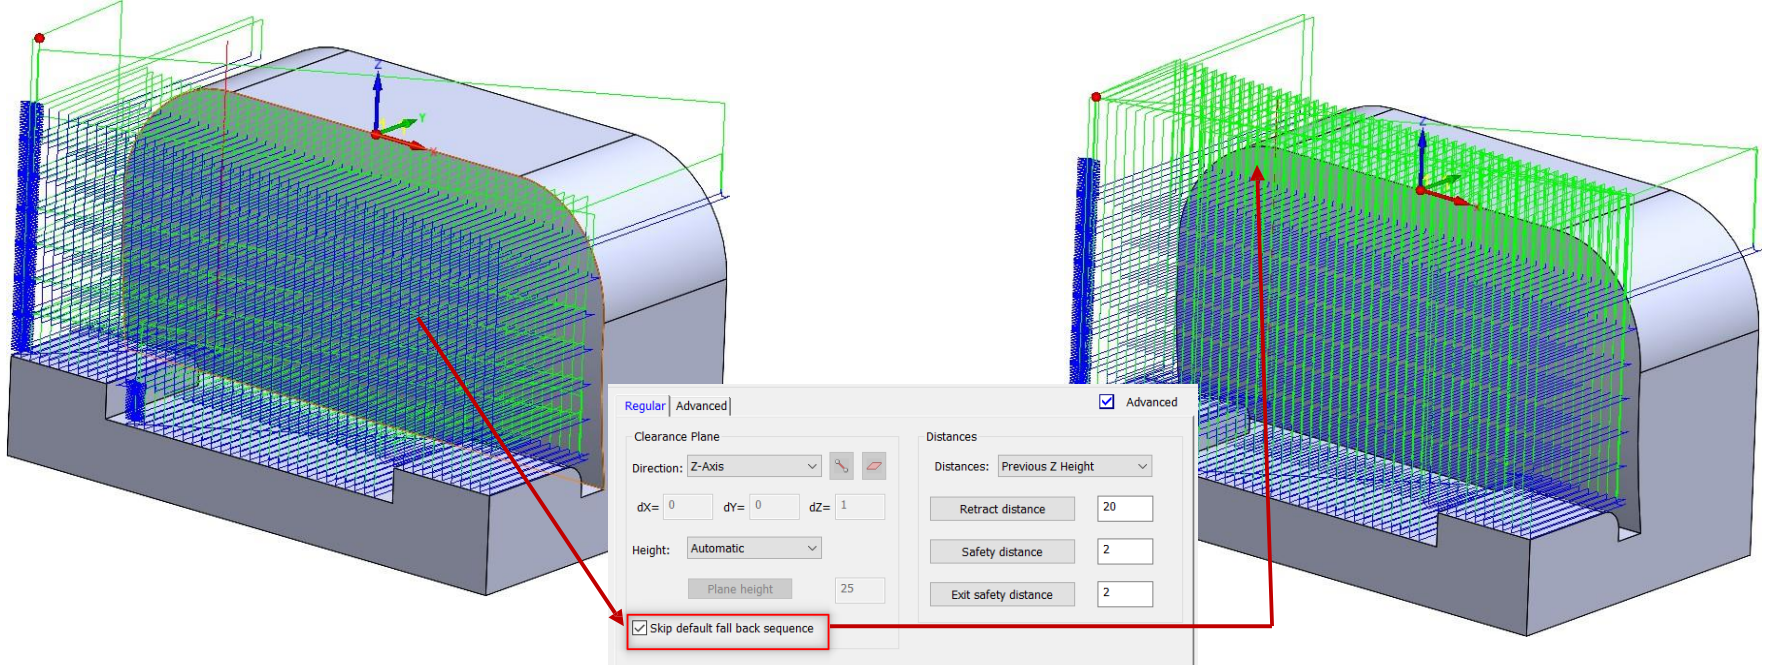 Z
Y
X
Z
Regular
Advanced
Advanced
Clearance Plane
Distances
Direction:
Z-Axis
Distances:
Previous Z Height
dX=
0
dY=
0
dZ=
1
Retract distance
20
Height:
Automatic
Safety distance
2
Plane height
25
Exit safety distance
2
Skip default fall back sequence